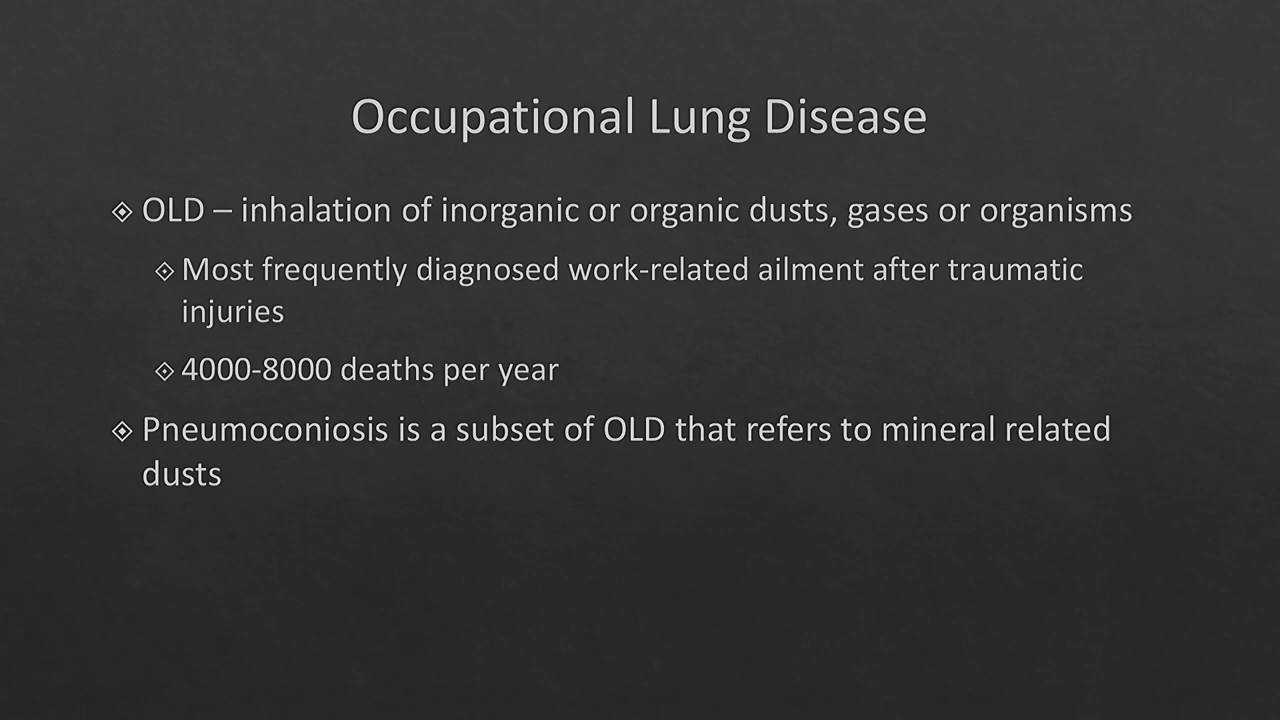 Occupational Lung Disease
OLD – inhalation of inorganic or organic dusts, gases or organisms
Most frequently diagnosed work-related ailment after traumatic
injuries
4000-8000 deaths per year
Pneumoconiosis is a subset of OLD that refers to mineral related
dusts